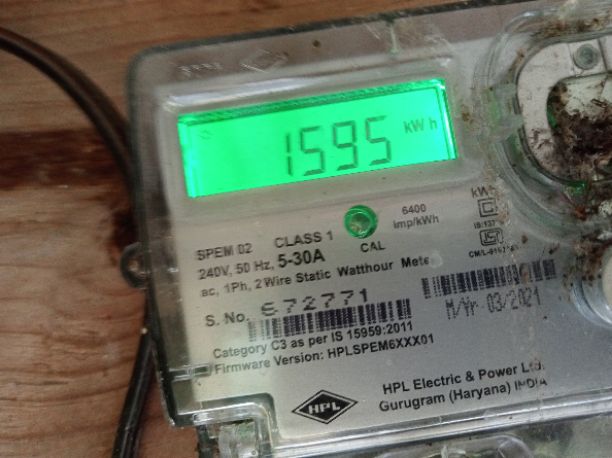 1595 kWh
6400
imp/kWh
kWh
SPEM 02 CLASS 1
CAL
240V, 50 Hz, 5-30A
ac, 1Ph, 2 Wire Static Watthour Meter
S. No. 672771
M/Yr 03/2021
Category C3 as per IS 15959:2011
Firmware Version: HPLSPEM6XXX01
HPL
HPL Electric & Power Ltd.
Gurugram (Haryana) INDIA